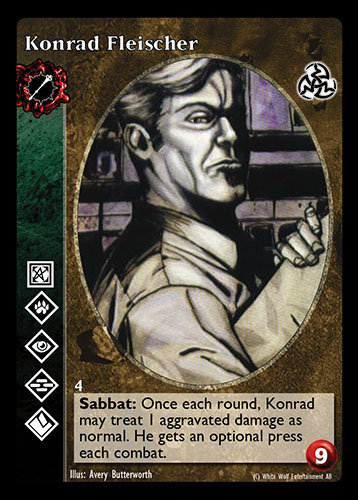 Konrad Fleischer
4
Sabbat: Once each round, Konrad
may treat 1 aggravated damage as
normal. He gets an optional press
each combat.
9
Illus: Avery Butterworth
(C) White Wolf Entertainment AB